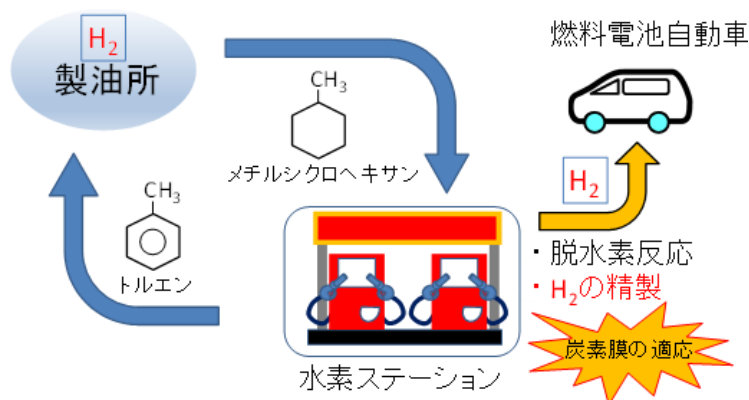 H₂
製油所
CH₃
メチルシクロヘキサン
燃料電池自動車
H₂
CH₃
トルエン
・脱水素反応
・H₂の精製
炭素膜の適応
水素ステーション